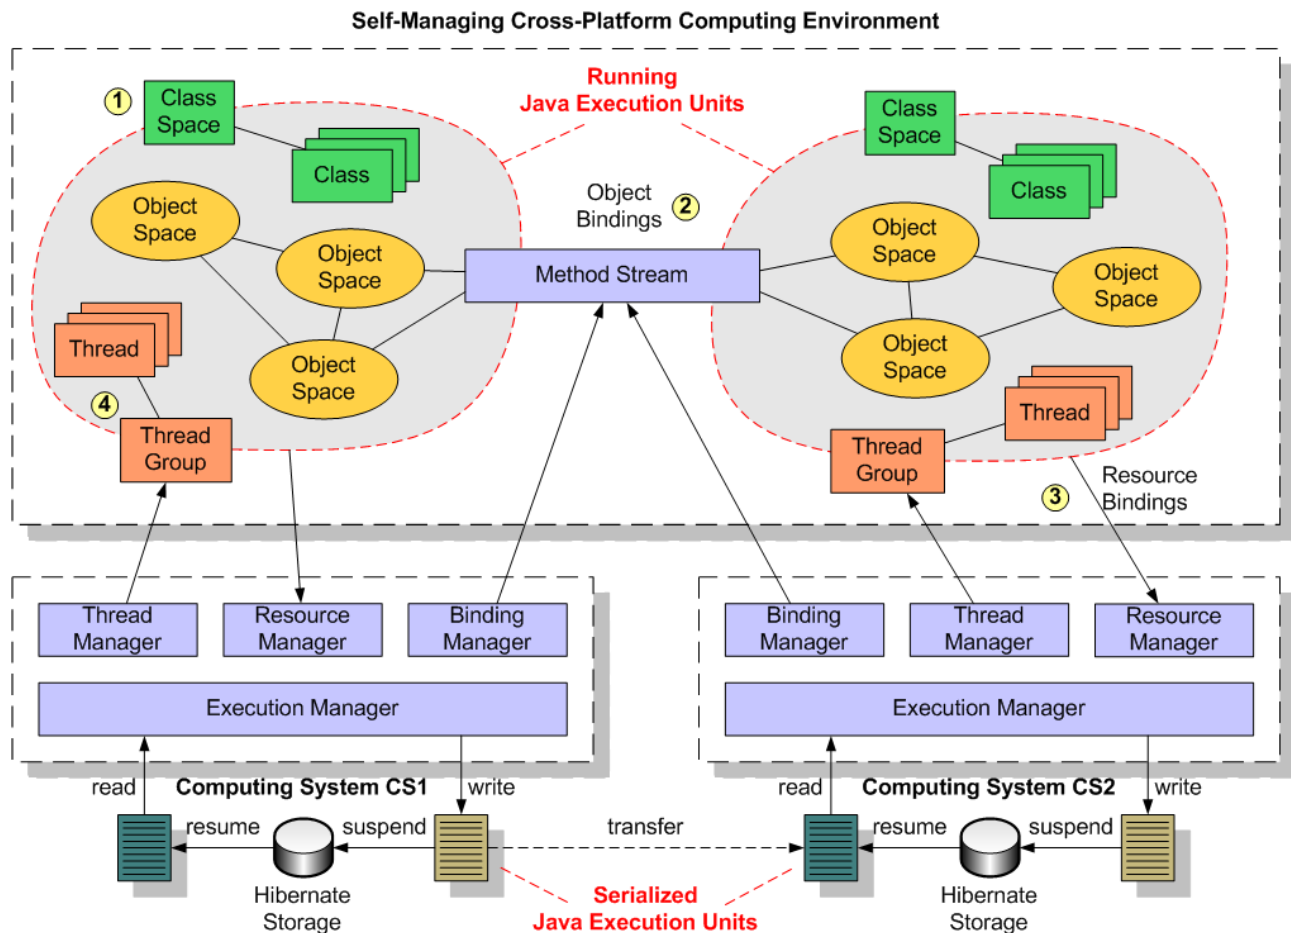 Self-Managing Cross-Platform Computing Environment
1
Class
Space
Class
Running
Java Execution Units
Class
Space
Class
Object
Bindings
2
Object
Space
Object
Space
Object
Space
Method Stream
Object
Space
Object
Space
Object
Space
Thread
4
Thread
Group
Thread
Thread
Group
3
Resource
Bindings
Thread
Manager
Resource
Manager
Binding
Manager
Execution Manager
Binding
Manager
Thread
Manager
Resource
Manager
Execution Manager
read
Computing System CS1
write
read
Computing System CS2
write
resume
suspend
transfer
resume
suspend
Hibernate
Storage
Serialized
Java Execution Units
Hibernate
Storage